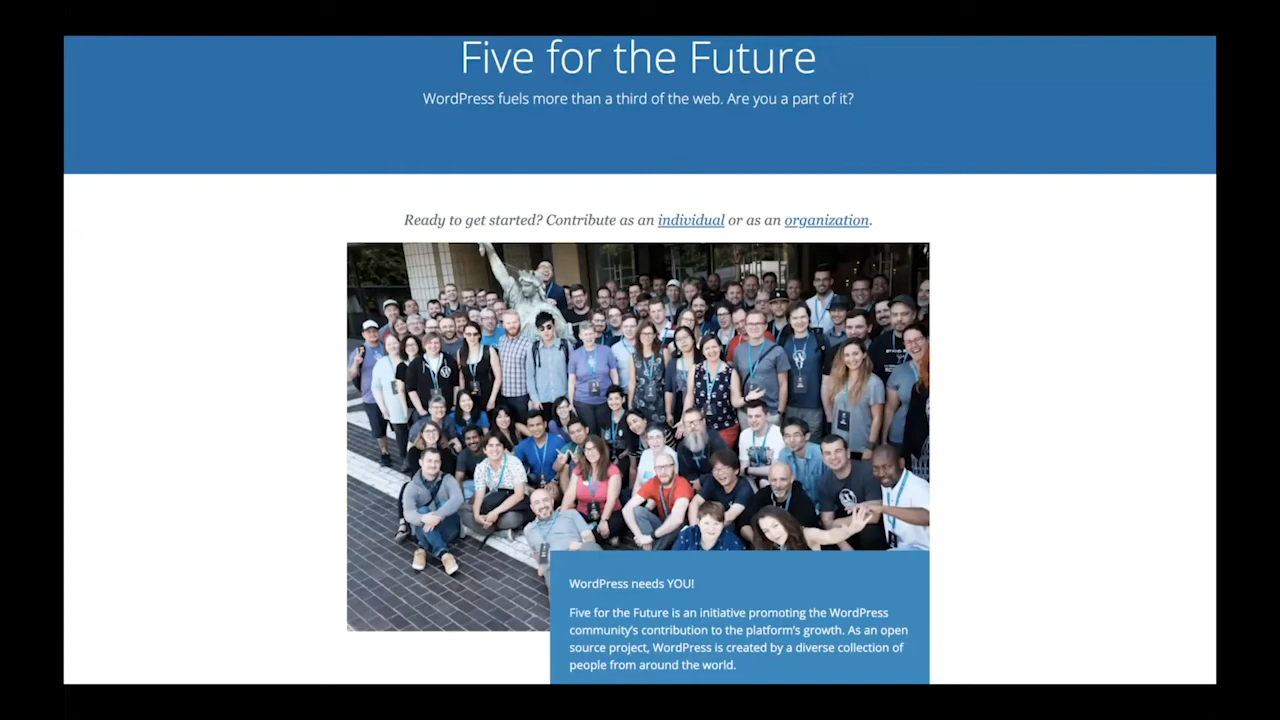 Five for the Future
WordPress fuels more than a third of the web. Are you a part of it?
Ready to get started? Contribute as an individual or as an organization.
WordPress needs YOU!
Five for the Future is an initiative promoting the WordPress
community's contribution to the platform's growth. As an open
source project, WordPress is created by a diverse collection of
people from around the world.